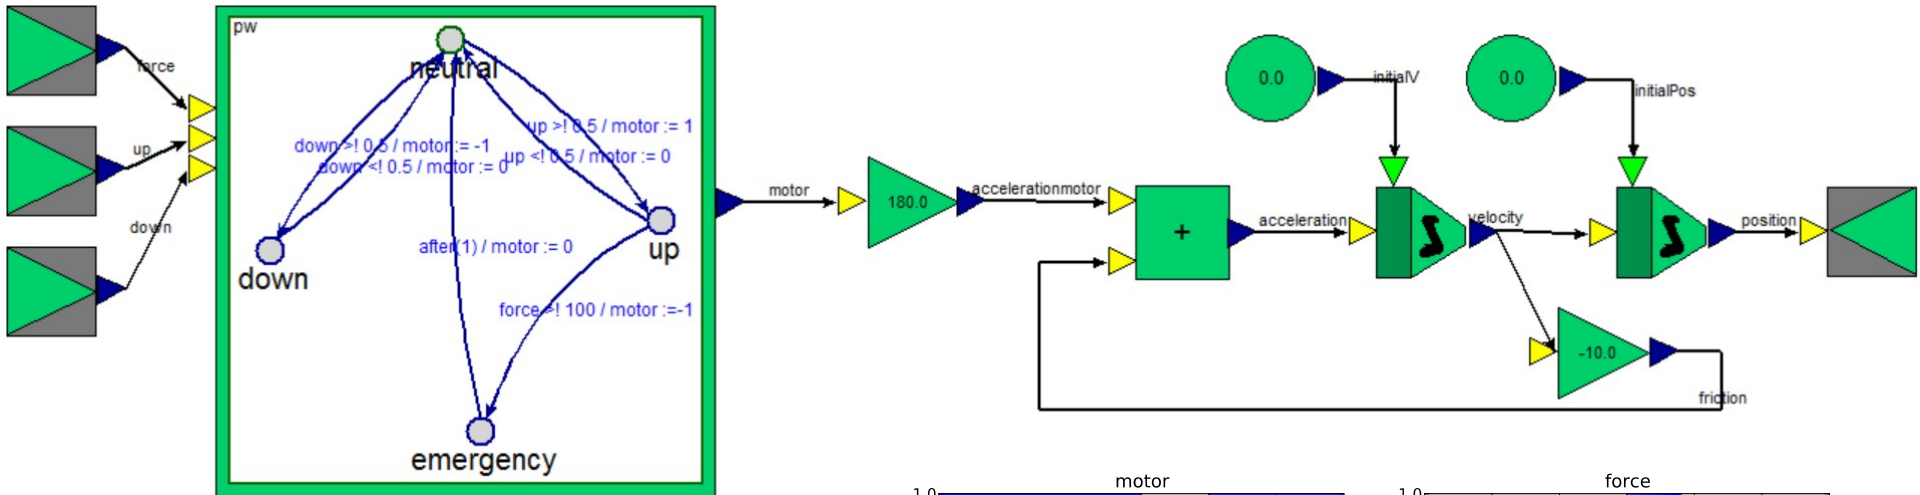 pw
force
up
down
neutral
up >! 0.5 / motor := 1
down >! 0.5 / motor := -1
up <! 0.5 / motor := 0
down <! 0.5 / motor := 0
after(1) / motor := 0
down
up
force >! 100 / motor :=-1
emergency
motor
180.0
accelerationmotor
+
acceleration
0.0
initialV
0.0
initialPos
velocity
position
-10.0
friction
motor
1.0
force
1.0